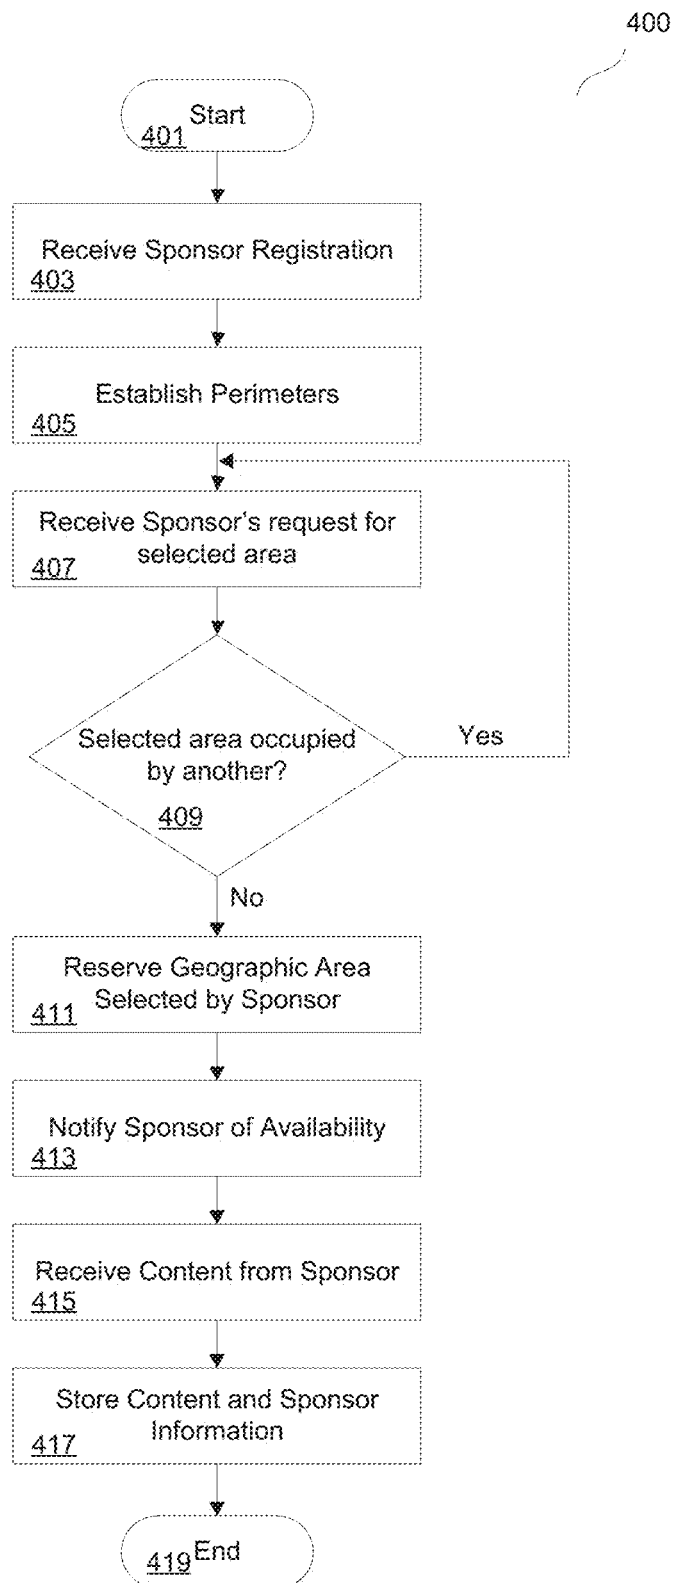 400
Start
401
Receive Sponsor Registration
403
Establish Perimeters
405
Receive Sponsor's request for
selected area
407
Selected area occupied
by another?
409
Yes
No
Reserve Geographic Area
Selected by Sponsor
411
Notify Sponsor of Availability
413
Receive Content from Sponsor
415
Store Content and Sponsor
Information
417
End
419